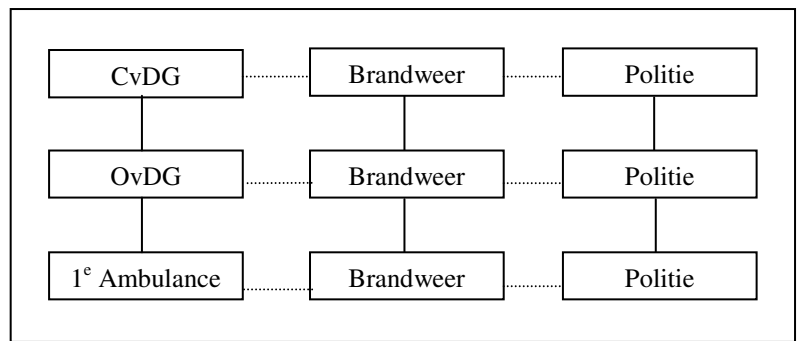 CvDG Brandweer Politie
OvDG Brandweer Politie
1e Ambulance Brandweer Politie